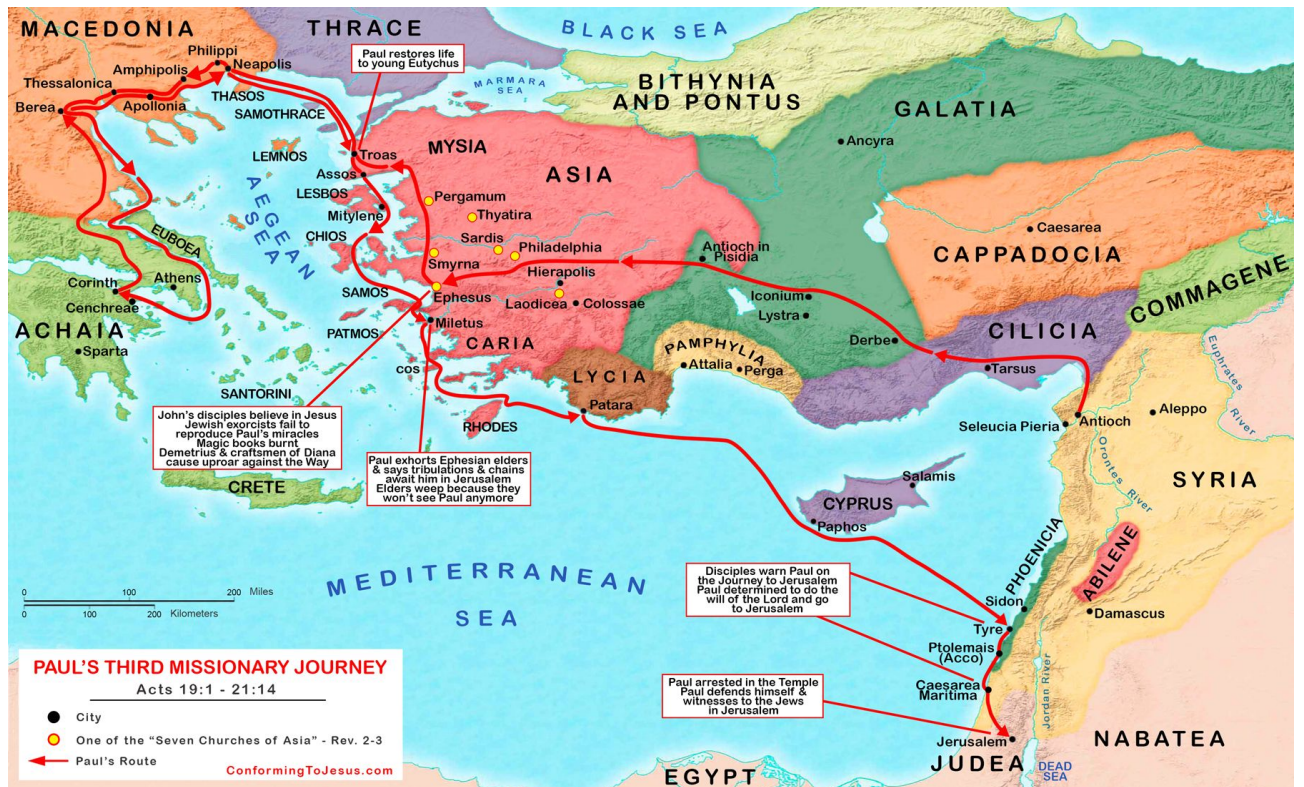 MACEDONIA
THRACE
BLACK SEA
Philippi
Neapolis
Amphipolis
Thessalonica
Apollonia
Berea
THASOS
SAMOTHRACE
Paul restores life
to young Eutychus
MARMARA
SEA
BITHYNIA
AND PONTUS
GALATIA
Ancyra
LEMNOS
Troas
MYSIA
ASIA
Assos
LESBOS
Mitylene
AEGEAN
SEA
CHIOS
Pergamum
Thyatira
Sardis
Philadelphia
Smyrna
Hierapolis
Antioch in
Pisidia
Caesarea
CAPPADOCIA
COMMAGENE
EUBOEA
Athens
Corinth
Cenchreae
ACHAIA
Sparta
SAMOS
Ephesus
Laodicea
Colossae
PATMOS
Miletus
CARIA
Iconium
Lystra
Derbe
CILICIA
Tarsus
Euphrates
River
PAMPHYLIA
Attalia
Perga
LYCIA
Patara
COS
SANTORINI
RHODES
Seleucia Pieria
Antioch
Aleppo
Orontes River
SYRIA
John's disciples believe in Jesus
Jewish exorcists fail to
reproduce Paul's miracles
Magic books burnt
Demetrius & craftsmen of Diana
cause uproar against the Way
Paul exhorts Ephesian elders
& says tribulations & chains
await him in Jerusalem
Elders weep because they
won't see Paul anymore
CRETE
Salamis
CYPRUS
Paphos
MEDITERRANEAN
SEA
PHOENICIA
ABILENE
Disciples warn Paul on
the Journey to Jerusalem
Paul determined to do the
will of the Lord and go
to Jerusalem
Sidon
Damascus
Tyre
Ptolemais
(Acco)
Caesarea
Maritima
Jordan River
Paul arrested in the Temple
Paul defends himself &
witnesses to the Jews
in Jerusalem
Jerusalem
JUDEA
DEAD
SEA
NABATEA
EGYPT
0 100 200 Miles
0 100 200
Kilometers
PAUL'S THIRD MISSIONARY JOURNEY
Acts 19:1 - 21:14
City
One of the "Seven Churches of Asia" - Rev. 2-3
Paul's Route
ConformingToJesus.com